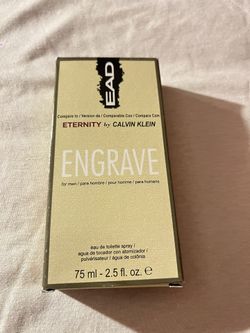 EAD
Compare to / Version de / Comparable Con / Compara Com
ETERNITY by CALVIN KLEIN
ENGRAVE
for men / para hombre / pour homme / para homens
eau de toilette spray /
agua de tocador con atomizador /
pulvérisateur / água de colônia
75 ml - 2.5 fl. oz. e